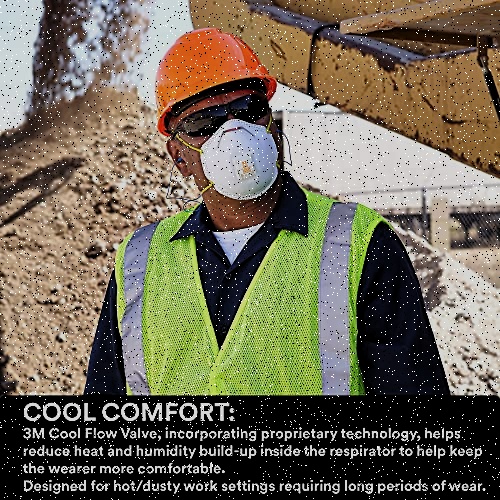 COOL COMFORT:
3M Cool Flow Valve, incorporating proprietary technology, helps
reduce heat and humidity build-up inside the respirator to help keep
the wearer more comfortable.
Designed for hot/dusty work settings requiring long periods of wear.